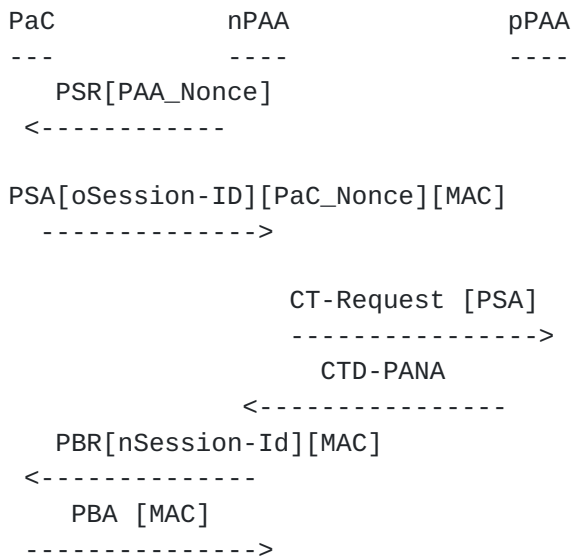 PaC           nPAA             pPAA
---           ----             ----
   PSR[PAA_Nonce]
 <------------
PSA[oSession-ID][PaC_Nonce][MAC]
  -------------->
                 CT-Request [PSA]
                 ---------------->
                   CTD-PANA
              <----------------
   PBR[nSession-Id][MAC]
 <--------------
    PBA [MAC]
 --------------->